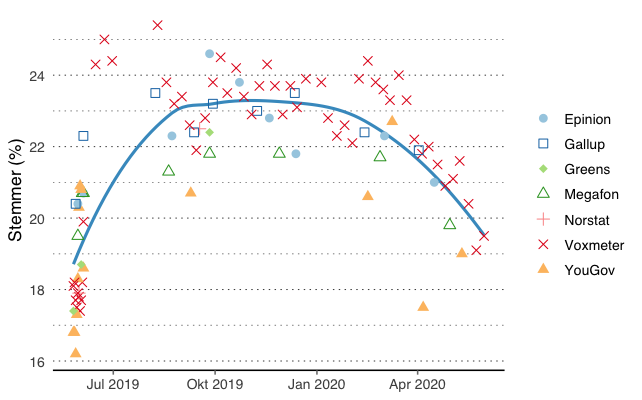 Stemmer (%)
24
22
20
18
16
Jul 2019 Okt 2019 Jan 2020 Apr 2020
Epinion
Gallup
Greens
Megafon
Norstat
Voxmeter
YouGov